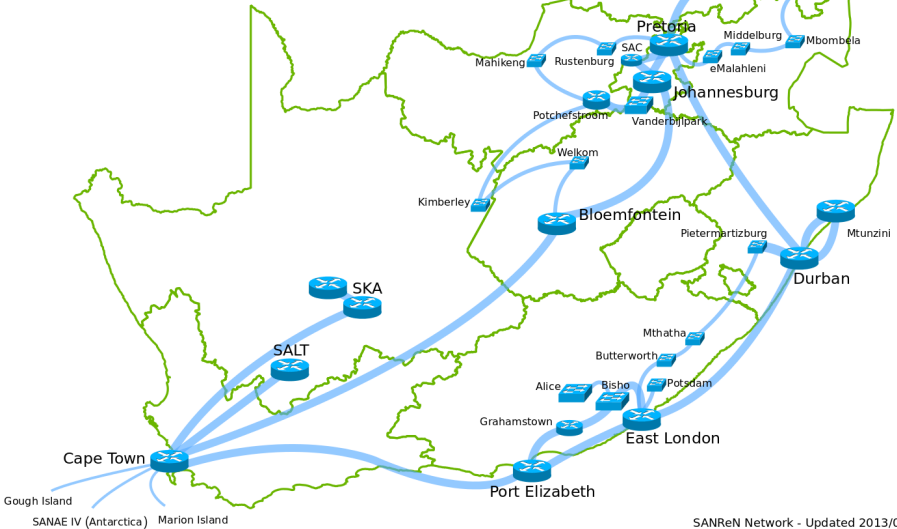 Pretoria
Middelburg
Mbombela
SAC
Mahikeng
Rustenburg
eMalahleni
Johannesburg
Potchefstroom
Vanderbijlpark
Welkom
Kimberley
Bloemfontein
Pietermartizburg
Mtunzini
Durban
SKA
SALT
Mthatha
Butterworth
Alice
Bisho
Potsdam
Grahamstown
East London
Cape Town
Port Elizabeth
Gough Island
SANAE IV (Antarctica)
Marion Island
SANReN Network - Updated 2013/0